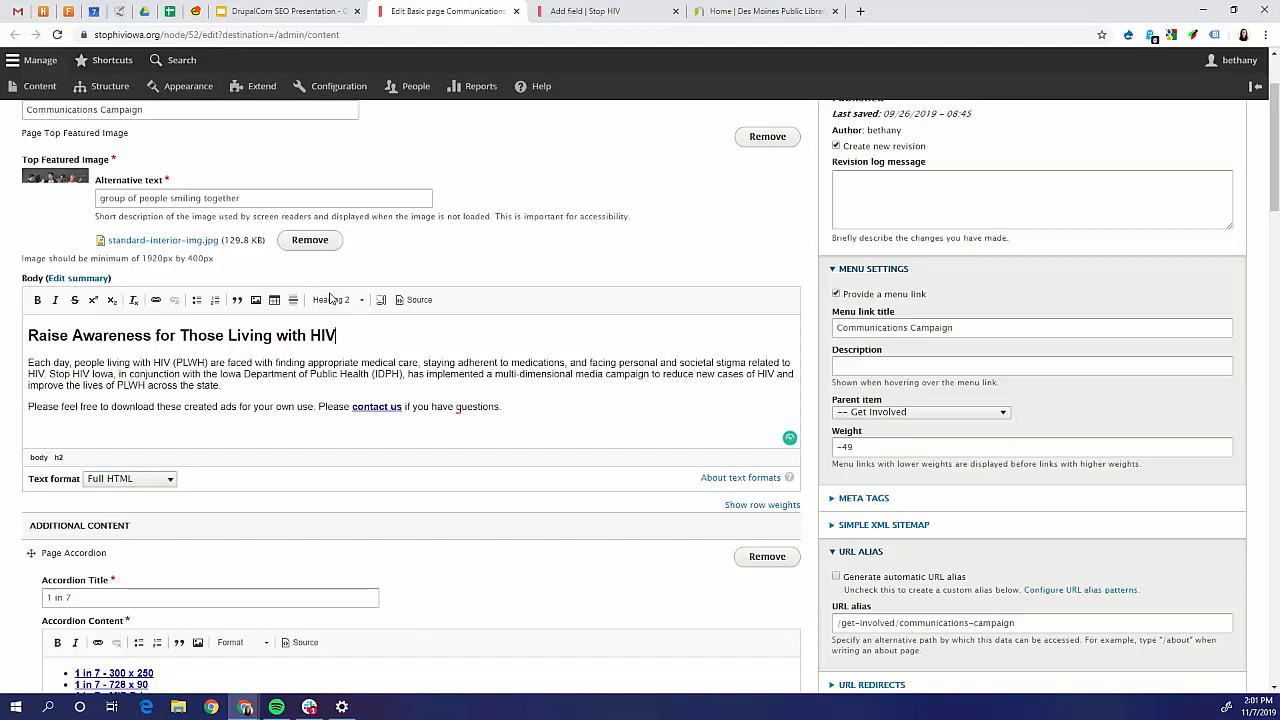 DrupalCom SEO Presentation - G
Edit Basic page Communications
Add field | Stop HIV
Home | Des Moines Public Librar
stophiviowa.org/node/52/edit?destination=/admin/content
Manage
Shortcuts
Search
bethany
Content
Structure
Appearance
Extend
Configuration
People
Reports
Help
Communications Campaign
Page Top Featured Image
Remove
Top Featured Image *
Alternative text *
group of people smiling together
Short description of the image used by screen readers and displayed when the image is not loaded. This is important for accessibility.
standard-interior-img.jpg (129.8 KB)
Remove
Image should be minimum of 1920px by 400px
Body (Edit summary)
Heading 2
Source
Raise Awareness for Those Living with HIV
Each day, people living with HIV (PLWH) are faced with finding appropriate medical care, staying adherent to medications, and facing personal and societal stigma related to
HIV. Stop HIV Iowa, in conjunction with the Iowa Department of Public Health (IDPH), has implemented a multi-dimensional media campaign to reduce new cases of HIV and
improve the lives of PLWH across the state.
Please feel free to download these created ads for your own use. Please contact us if you have questions.
body h2
Text format
Full HTML
About text formats
Show row weights
ADDITIONAL CONTENT
Page Accordion
Remove
Accordion Title *
1 in 7
Accordion Content *
Format
Source
1 in 7 - 300 x 250
1 in 7 - 728 x 90
Published
Last saved: 09/26/2019 - 08:45
Author: bethany
Create new revision
Revision log message
Briefly describe the changes you have made.
MENU SETTINGS
Provide a menu link
Menu link title
Communications Campaign
Description
Shown when hovering over the menu link.
Parent item
-- Get Involved
Weight
-49
Menu links with lower weights are displayed before links with higher weights.
META TAGS
SIMPLE XML SITEMAP
URL ALIAS
Generate automatic URL alias
Uncheck this to create a custom alias below. Configure URL alias patterns.
URL alias
/get-involved/communications-campaign
Specify an alternative path by which this data can be accessed. For example, type "/about" when
writing an about page.
URL REDIRECTS
2:01 PM
11/7/2019